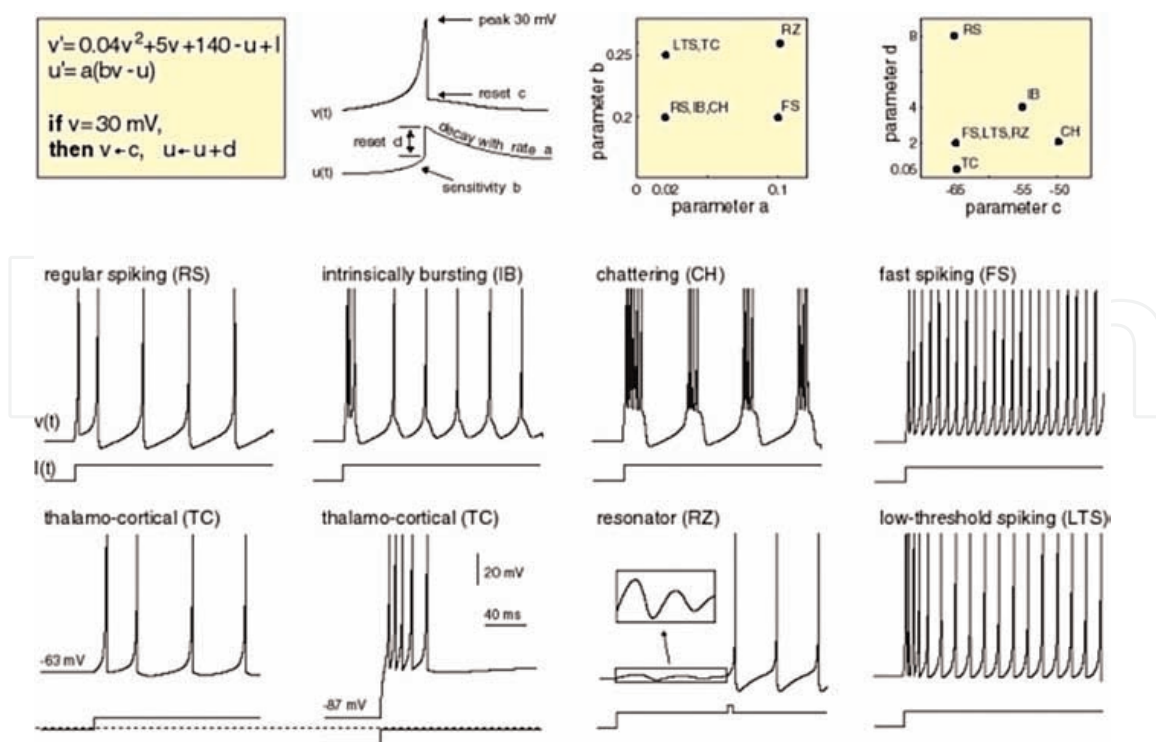 v'= 0.04v²+5v+140 - u+I
u'= a(bv - u)
if v= 30 mV,
then v←c, u←u+d
peak 30 mV
reset c
v(t)
reset d
decay with rate a
u(t)
sensitivity b
parameter b
0.25
0.2
LTS,TC
RZ
RS,IB,CH
FS
0
0.02
0.1
parameter a
parameter d
8
4
2
0.05
RS
IB
FS,LTS,RZ
CH
TC
-65
-55
-50
parameter c
regular spiking (RS)
intrinsically bursting (IB)
chattering (CH)
fast spiking (FS)
v(t)
I(t)
thalamo-cortical (TC)
thalamo-cortical (TC)
resonator (RZ)
low-threshold spiking (LTS)
20 mV
40 ms
-63 mV
-87 mV